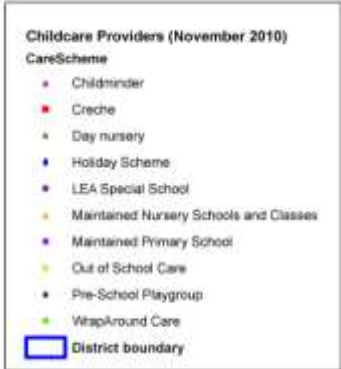 Childcare Providers (November 2010)
CareScheme
Childminder
Creche
Day nursery
Holiday Scheme
LEA Special School
Maintained Nursery Schools and Classes
Maintained Primary School
Out of School Care
Pre-School Playgroup
WrapAround Care
District boundary